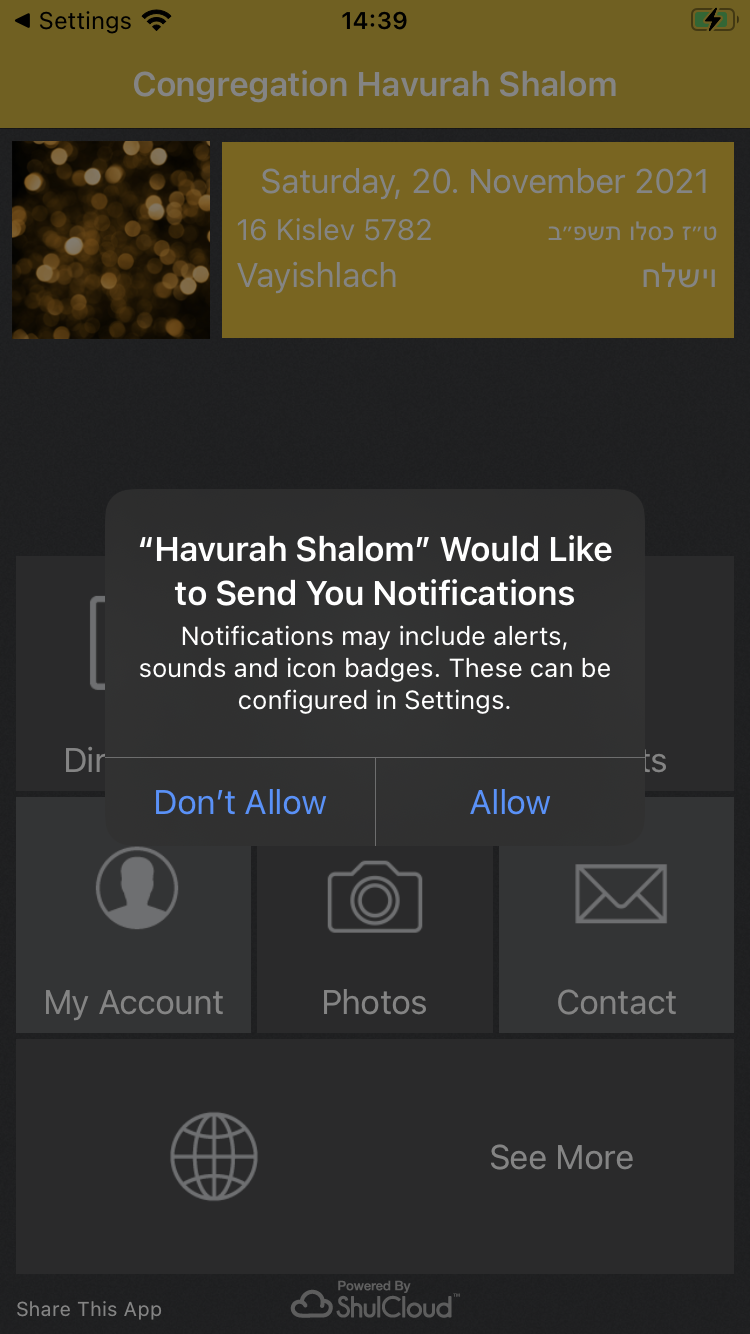 Settings
14:39
Congregation Havurah Shalom
Saturday, 20. November 2021
16 Kislev 5782
ט״ז כסלו תשפ״ב
Vayishlach
וישלח
“Havurah Shalom” Would Like
to Send You Notifications
Notifications may include alerts,
sounds and icon badges. These can be
configured in Settings.
Don’t Allow
Allow
My Account
Photos
Contact
See More
Share This App
Powered By
ShulCloud™